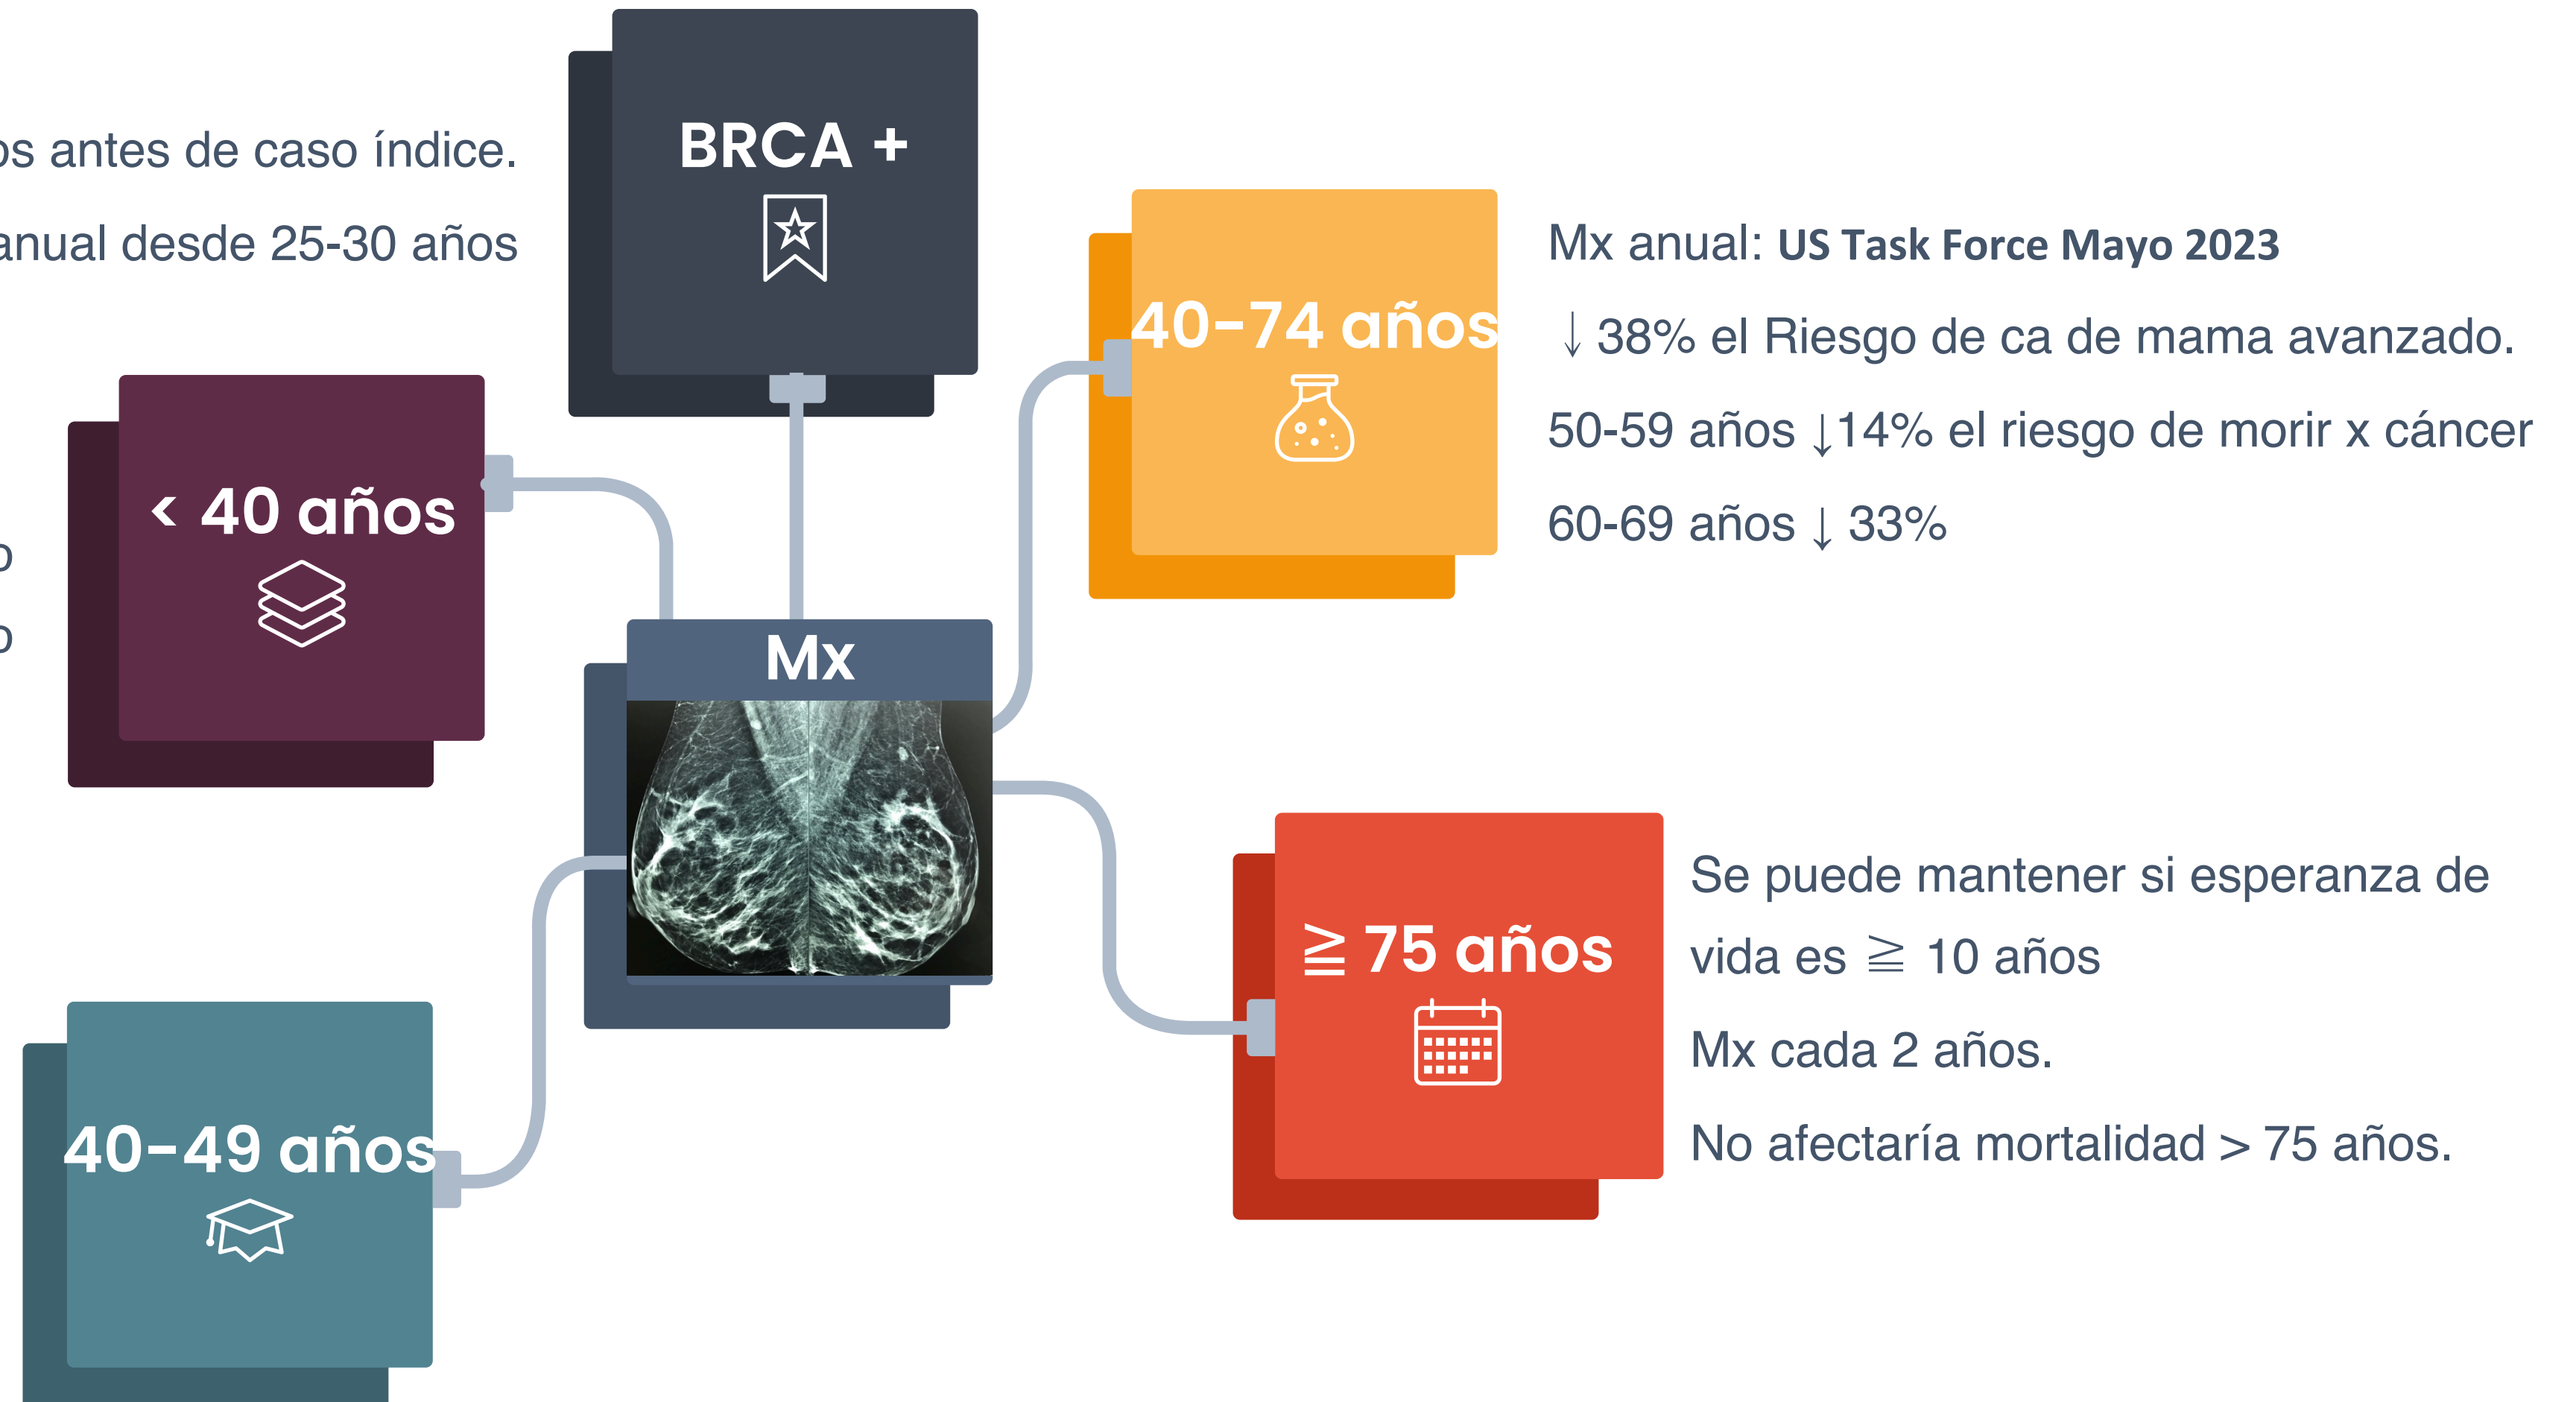 BRCA +
antes de caso índice.
anual desde 25-30 años
40-74 años
Mx anual: US Task Force Mayo 2023
↓ 38% el Riesgo de ca de mama avanzado.
50-59 años ↓14% el riesgo de morir x cáncer
60-69 años ↓ 33%
< 40 años
Mx
≧ 75 años
Se puede mantener si esperanza de
vida es ≧ 10 años
Mx cada 2 años.
No afectaría mortalidad > 75 años.
40-49 años